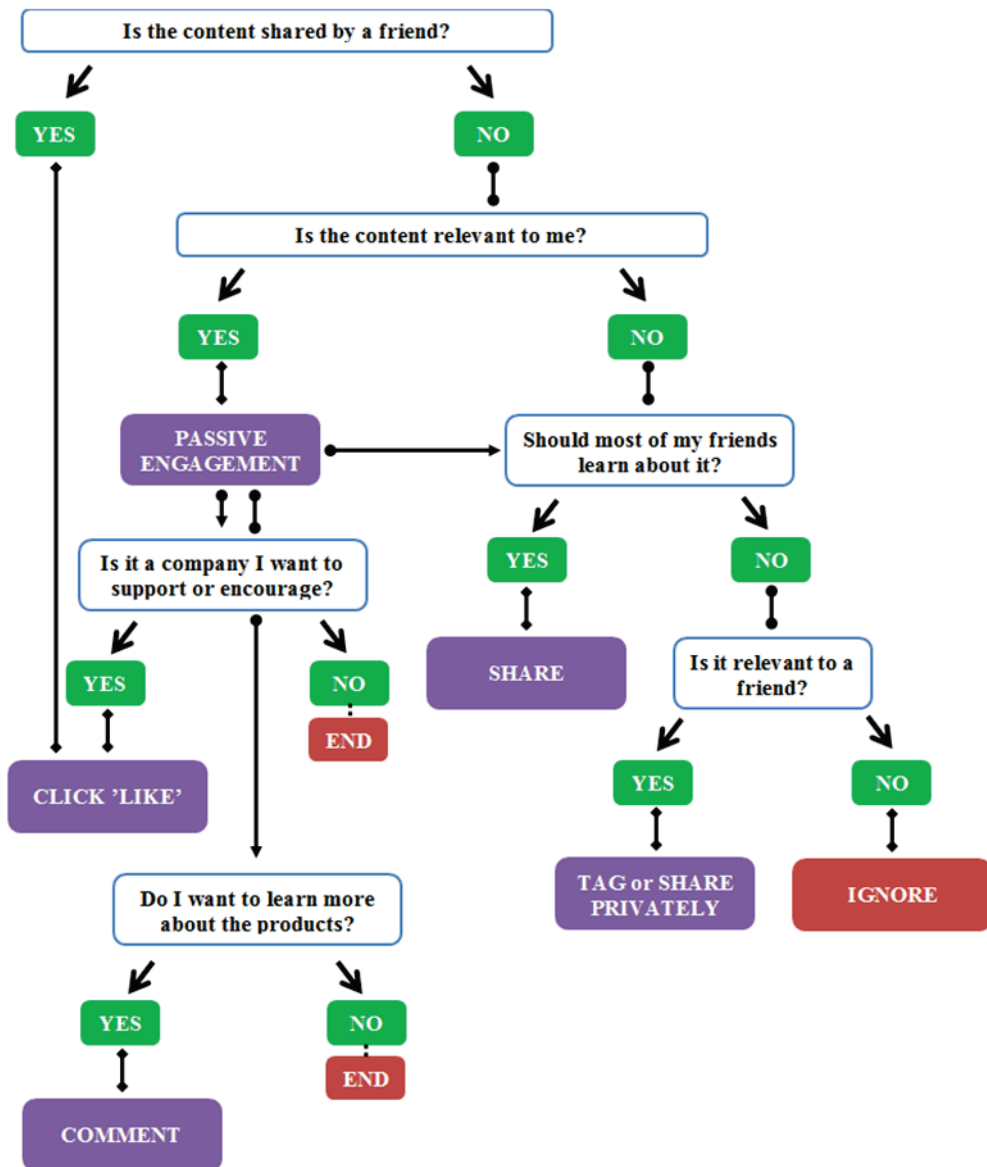 Is the content shared by a friend?
YES
NO
Is the content relevant to me?
YES
NO
PASSIVE
ENGAGEMENT
Should most of my friends
learn about it?
YES
NO
Is it a company I want to
support or encourage?
YES
NO
END
SHARE
Is it relevant to a
friend?
CLICK ’LIKE’
YES
NO
TAG or SHARE
PRIVATELY
IGNORE
Do I want to learn more
about the products?
YES
NO
END
COMMENT